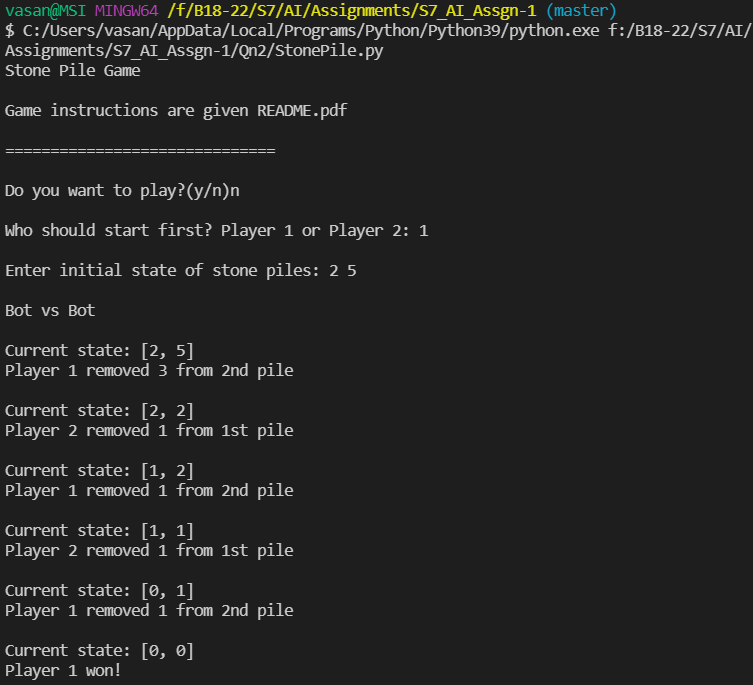 vasan@MSI MINGW64 /f/B18-22/S7/AI/Assignments/S7_AI_Assgn-1 (master)
$ C:/Users/vasan/AppData/Local/Programs/Python/Python39/python.exe f:/B18-22/S7/AI/
Assignments/S7_AI_Assgn-1/Qn2/StonePile.py
Stone Pile Game
Game instructions are given README.pdf
==============================
Do you want to play?(y/n)n
Who should start first? Player 1 or Player 2: 1
Enter initial state of stone piles: 2 5
Bot vs Bot
Current state: [2, 5]
Player 1 removed 3 from 2nd pile
Current state: [2, 2]
Player 2 removed 1 from 1st pile
Current state: [1, 2]
Player 1 removed 1 from 2nd pile
Current state: [1, 1]
Player 2 removed 1 from 1st pile
Current state: [0, 1]
Player 1 removed 1 from 2nd pile
Current state: [0, 0]
Player 1 won!